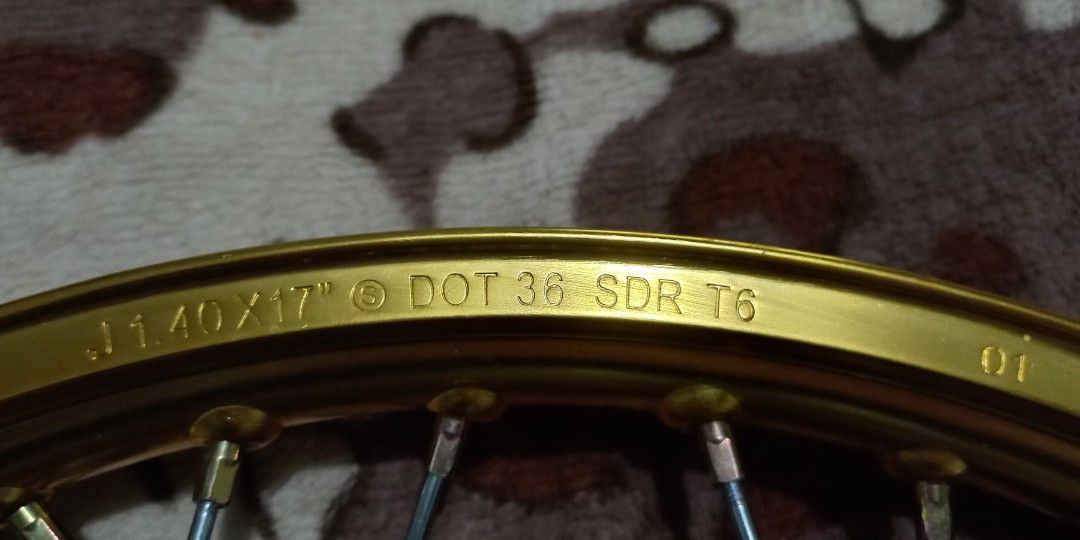 J 1.40X17" Ⓢ DOT 36 SDR T6 01